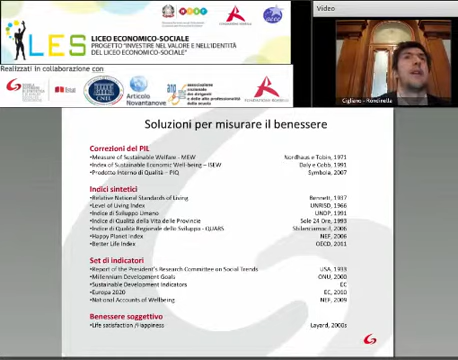 LES
LICEO ECONOMICO-SOCIALE
PROGETTO "INVESTIRE NEL VALORE E NELL'IDENTITÀ
DEL LICEO ECONOMICO-SOCIALE"
Realizzati in collaborazione con
Articolo
Novantanove
Video
Cigliano - Rondinella
Soluzioni per misurare il benessere
Correzioni del PIL
•Measure of Sustainable Welfare - MEW Nordhaus e Tobin, 1971
•Index of Sustainable Economic Well-being – ISEW Daly e Cobb, 1991
•Prodotto Interno di Qualità – PIQ Symbola, 2007
Indici sintetici
•Relative National Standards of Living Bennett, 1937
•Level of Living Index UNRISD, 1966
•Indice di Sviluppo Umano UNDP, 1991
•Indice di Qualità della Vita delle Provincie Sole 24 Ore, 1993
•Indice di Qualità Regionale dello Sviluppo - QUARS Sbilanciamoci!, 2006
•Happy Planet Index NEF, 2006
•Better Life Index OECD, 2011
Set di indicatori
•Report of the President's Research Committee on Social Trends USA, 1933
•Millennium Development Goals ONU, 2000
•Sustainable Development Indicators EC
•Europa 2020 EC, 2010
•National Accounts of Wellbeing NEF, 2009
Benessere soggettivo
•Life satisfaction /Happiness Layard, 2000s